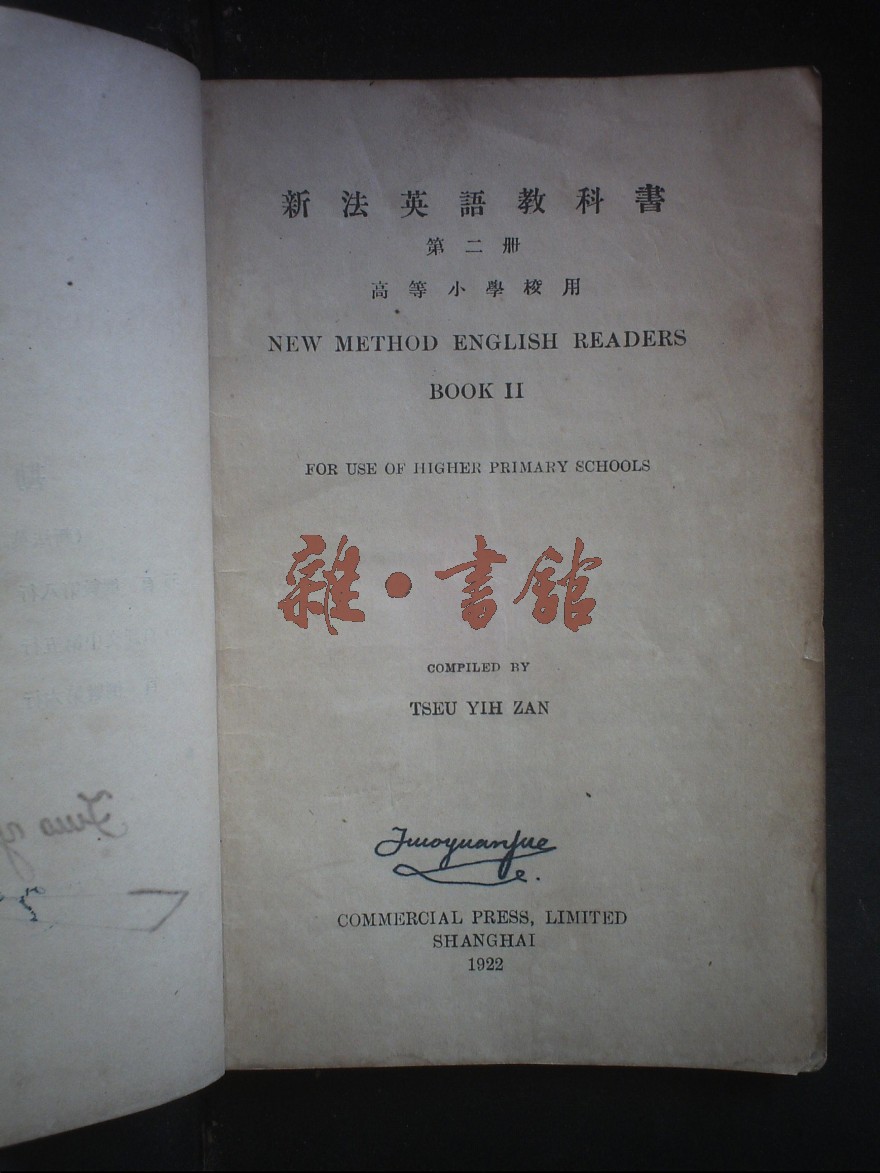 新法英語教科書
第二册
高等小學校用
NEW METHOD ENGLISH READERS
BOOK II
FOR USE OF HIGHER PRIMARY SCHOOLS
雜·書館
COMPILED BY
TSEU YIH ZAN
COMMERCIAL PRESS, LIMITED
SHANGHAI
1922